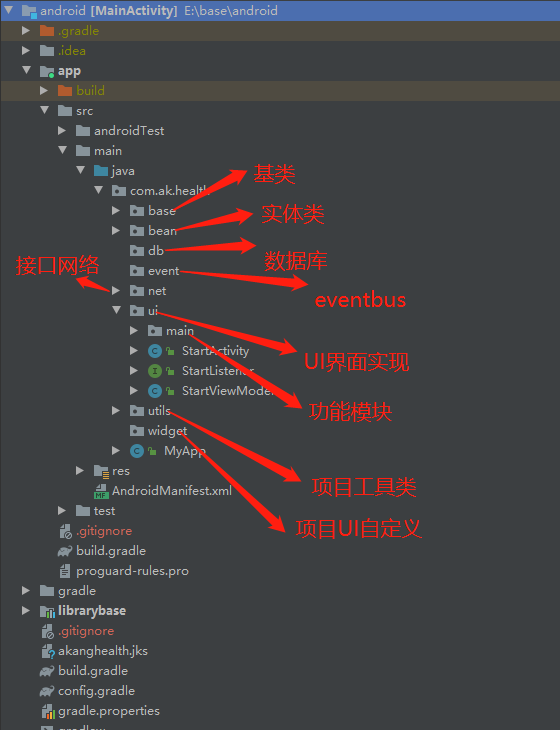 android [MainActivity] E:\base\android
.gradle
.idea
app
build
src
androidTest
main
java
com.ak.health
base
基类
bean
实体类
db
数据库
event
eventbus
接口网络
net
ui
UI界面实现
main
功能模块
StartActivity
StartListener
StartViewModel
utils
项目工具类
widget
项目UI自定义
MyApp
res
AndroidManifest.xml
test
.gitignore
build.gradle
proguard-rules.pro
gradle
librarybase
.gitignore
akanghealth.jks
build.gradle
config.gradle
gradle.properties
gradlew